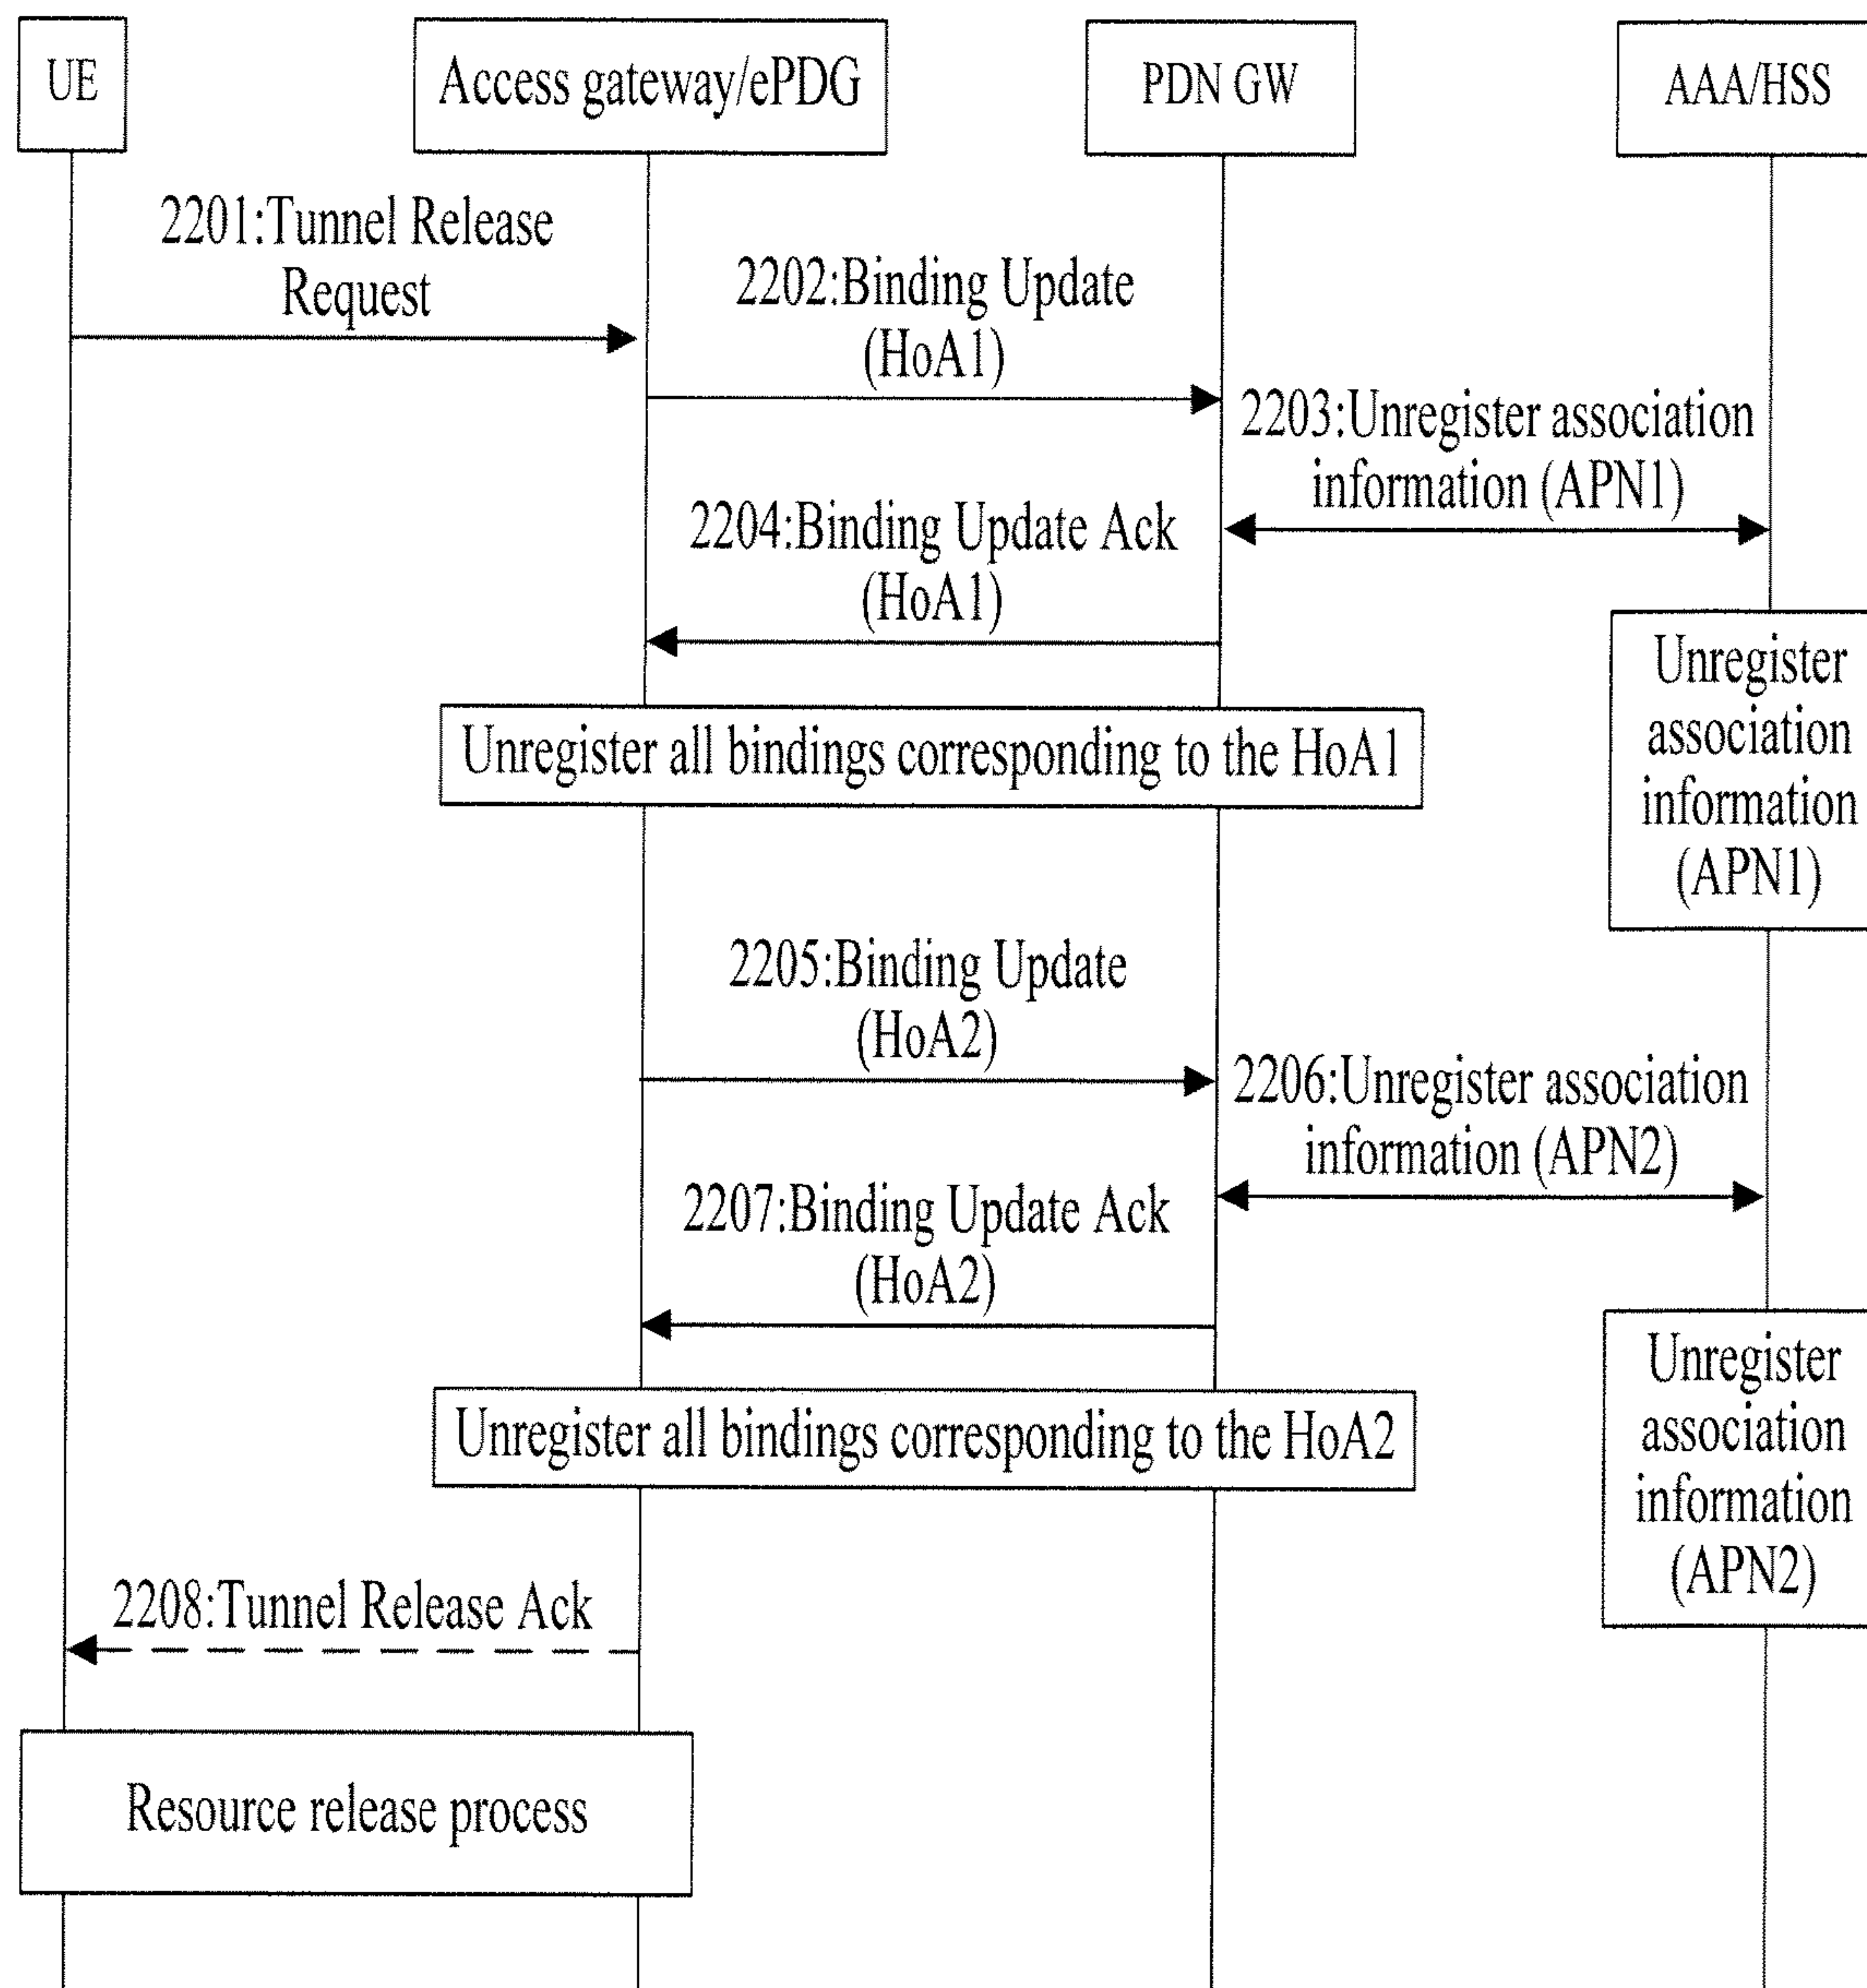 UE
Access gateway/ePDG
PDN GW
AAA/HSS
2201:Tunnel Release
Request
2202:Binding Update
(HoA1)
2203:Unregister association
information (APN1)
2204:Binding Update Ack
(HoA1)
Unregister
association
information
(APN1)
Unregister all bindings corresponding to the HoA1
2205:Binding Update
(HoA2)
2206:Unregister association
information (APN2)
2207:Binding Update Ack
(HoA2)
Unregister
association
information
(APN2)
Unregister all bindings corresponding to the HoA2
2208:Tunnel Release Ack
Resource release process